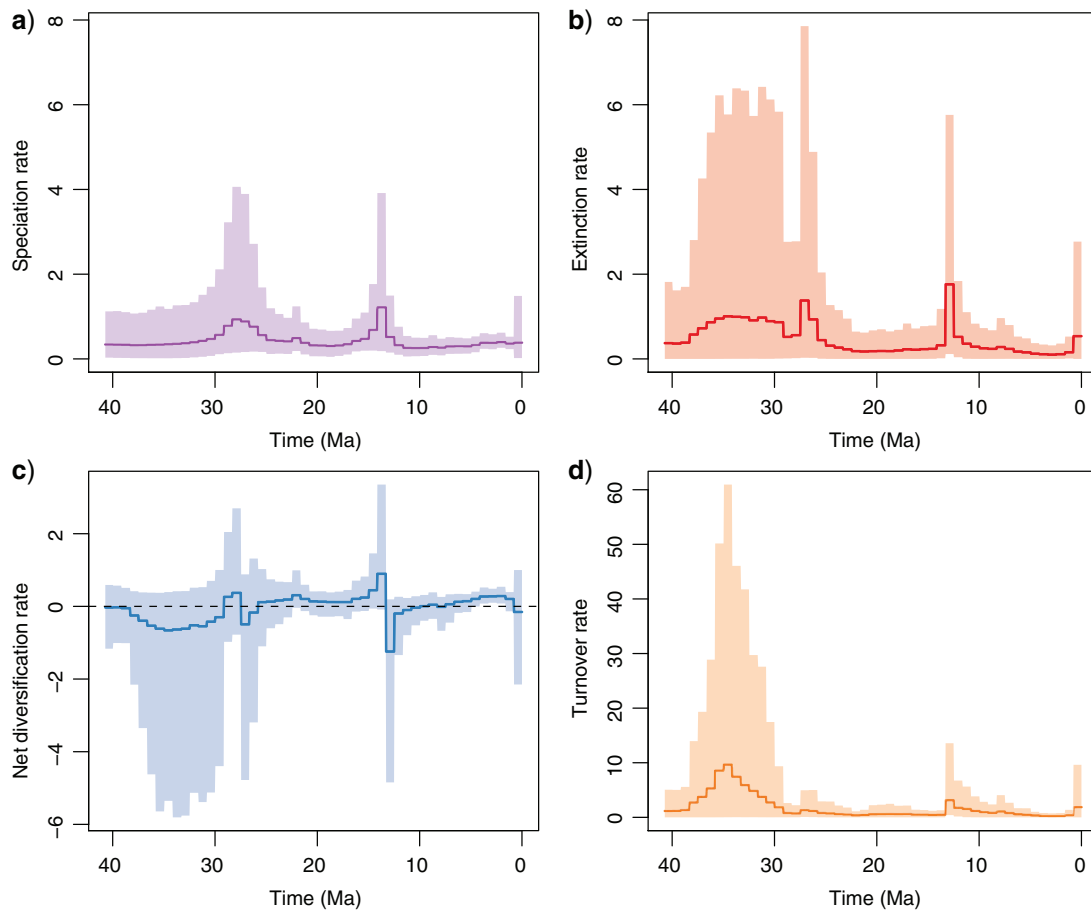 a)
8
6
4
2
0
Speciation rate
40 30 20 10 0
Time (Ma)
b)
8
6
4
2
0
Extinction rate
40 30 20 10 0
Time (Ma)
c)
2
0
−2
−4
−6
Net diversification rate
40 30 20 10 0
Time (Ma)
d)
60
50
40
30
20
10
0
Turnover rate
40 30 20 10 0
Time (Ma)